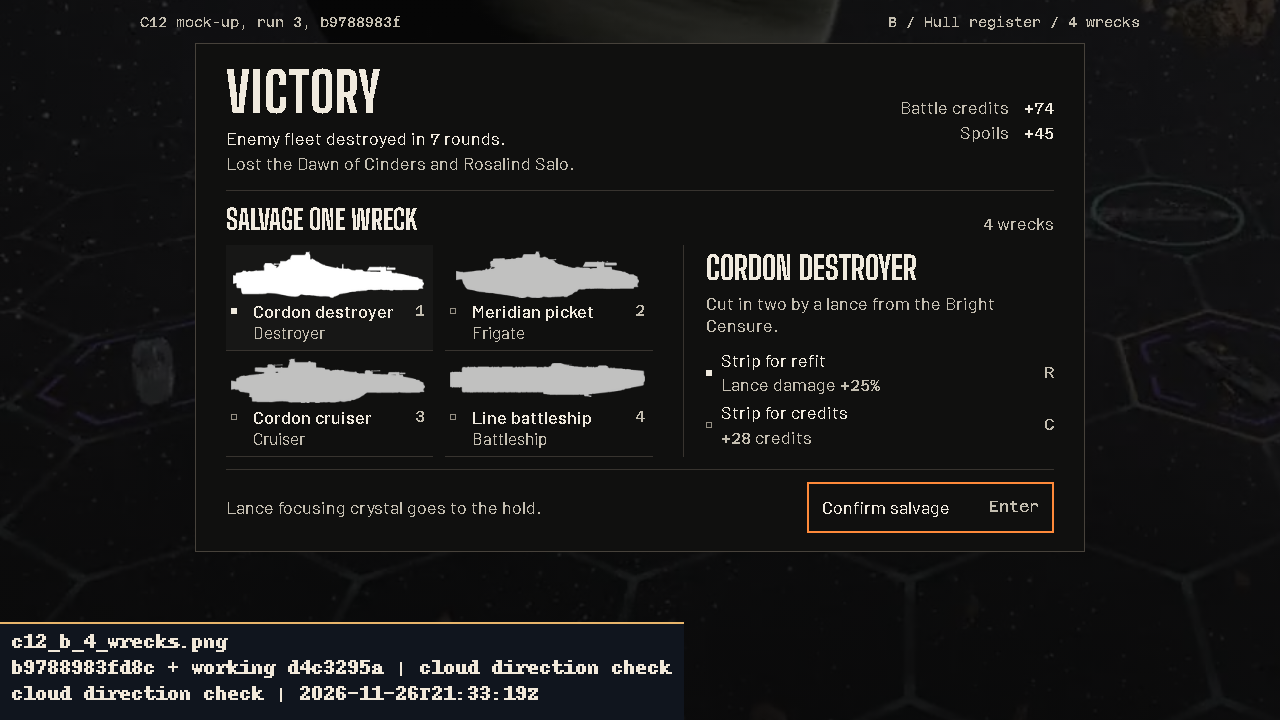 C12 mock-up, run 3, b9788983f
B / Hull register / 4 wrecks
VICTORY
Enemy fleet destroyed in 7 rounds.
Lost the Dawn of Cinders and Rosalind Salo.
Battle credits +74
Spoils +45
SALVAGE ONE WRECK
4 wrecks
Cordon destroyer 1
Destroyer
Meridian picket 2
Frigate
Cordon cruiser 3
Cruiser
Line battleship 4
Battleship
CORDON DESTROYER
Cut in two by a lance from the Bright
Censure.
Strip for refit
Lance damage +25%
R
Strip for credits
+28 credits
C
Lance focusing crystal goes to the hold.
Confirm salvage Enter
c12_b_4_wrecks.png
b9788983fd8c + working d4c3295a | cloud direction check
cloud direction check | 2026-11-26T21:33:19Z